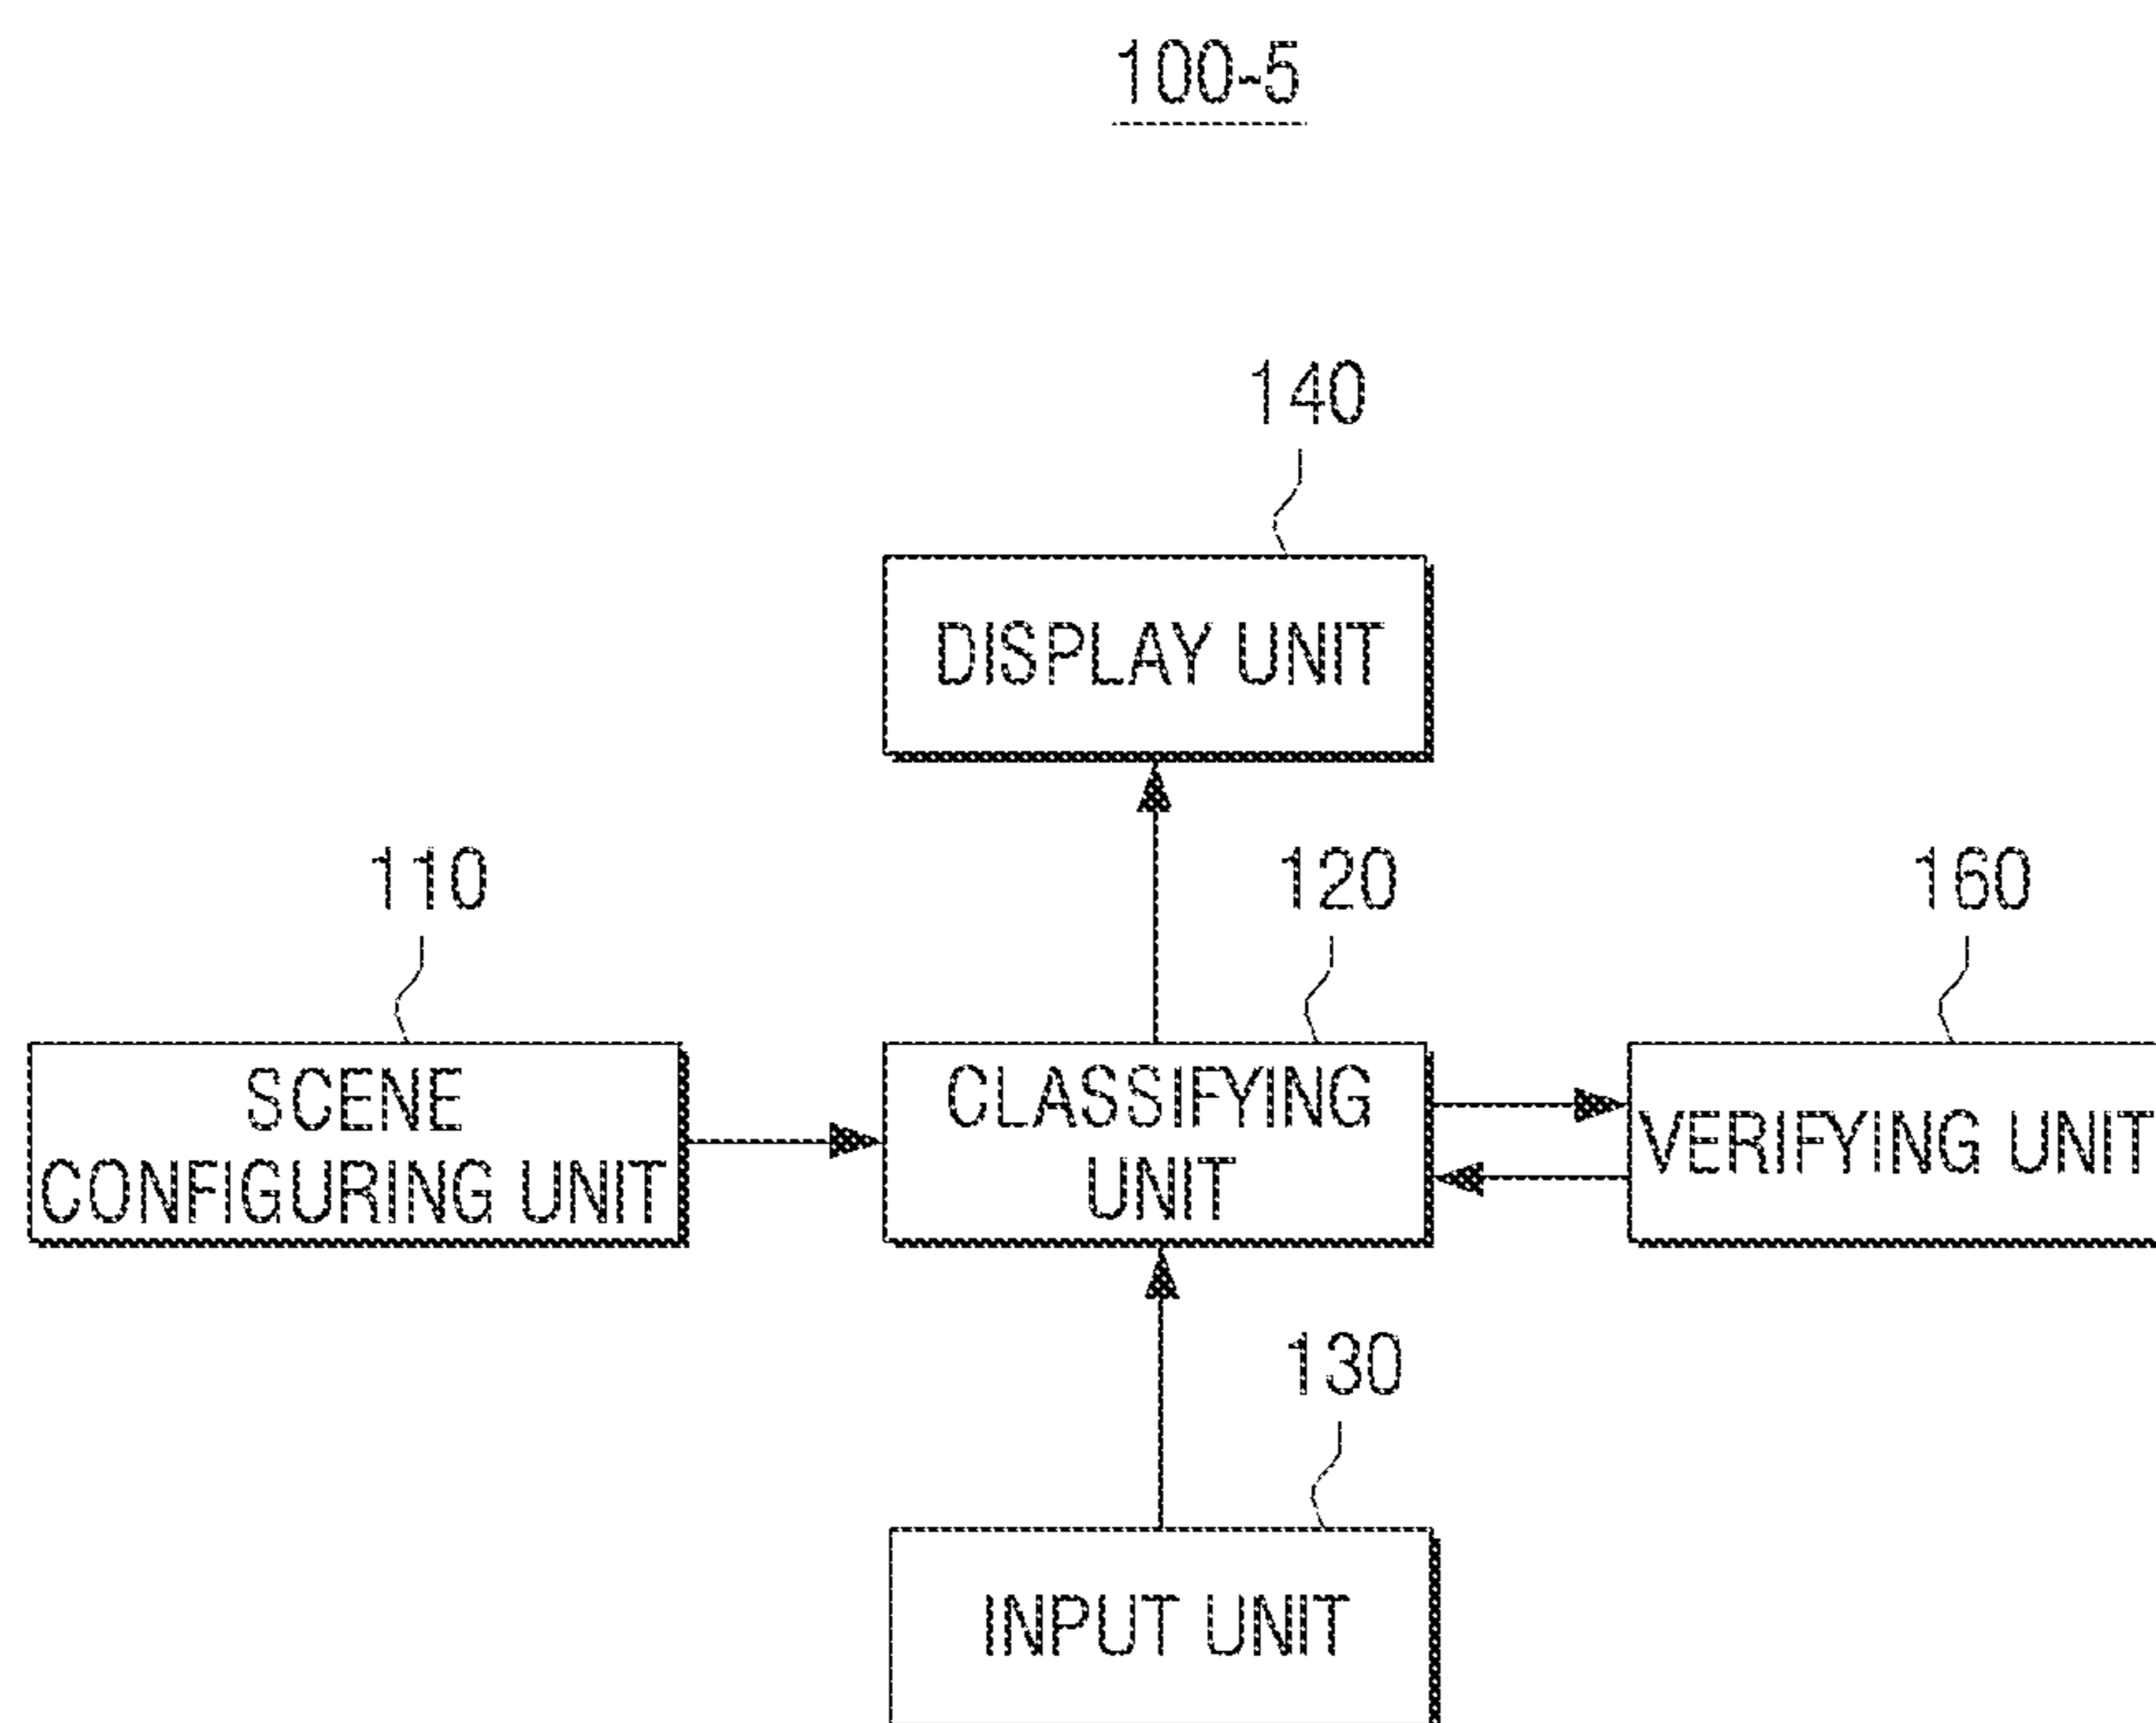 100-5
140
DISPLAY UNIT
110
120
160
SCENE
CONFIGURING UNIT
CLASSIFYING
UNIT
VERIFYING UNIT
130
INPUT UNIT